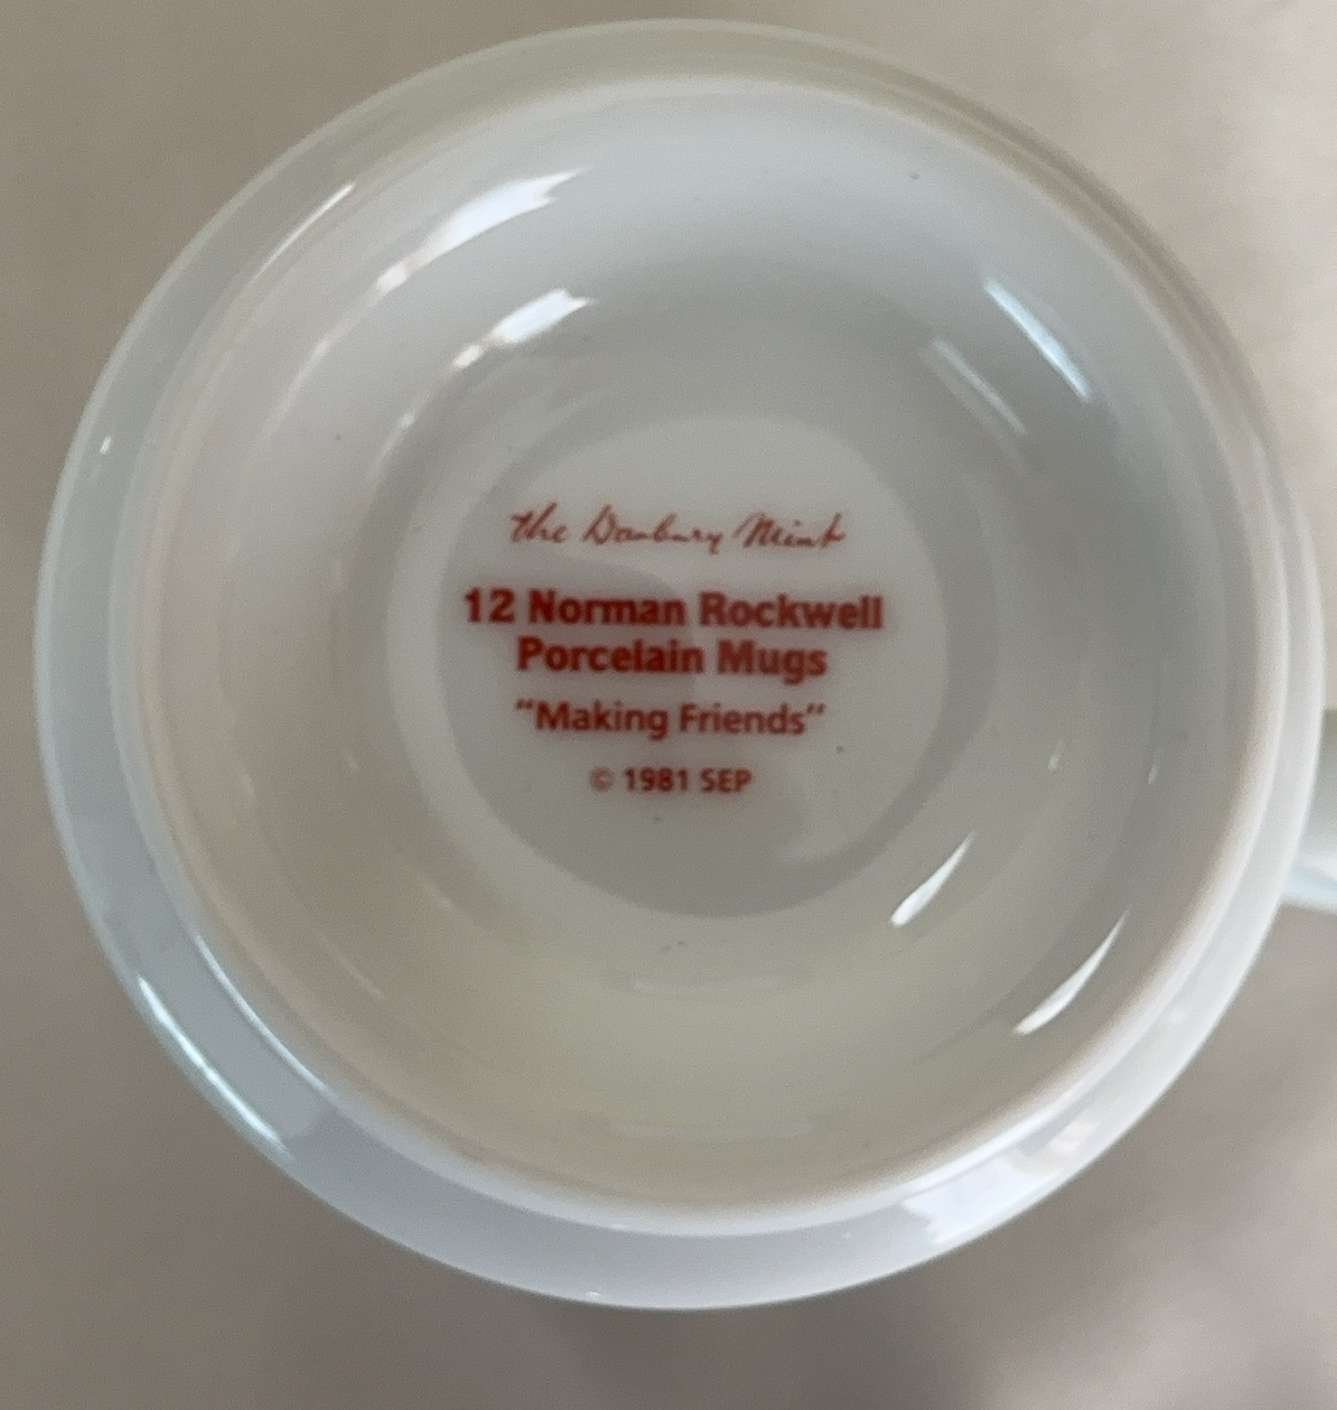 the Danbury Mint
12 Norman Rockwell
Porcelain Mugs
"Making Friends"
© 1981 SEP